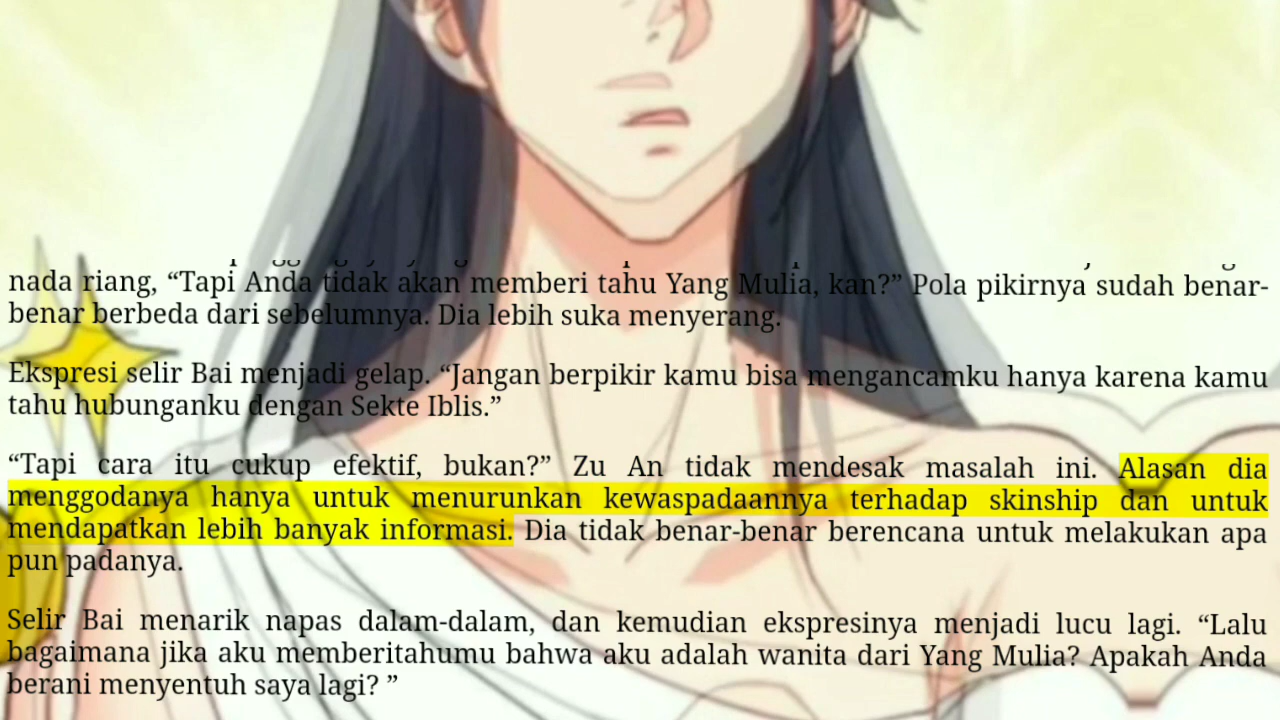 nada riang, “Tapi Anda tidak akan memberi tahu Yang Mulia, kan?” Pola pikirnya sudah benar-
benar berbeda dari sebelumnya. Dia lebih suka menyerang.
Ekspresi selir Bai menjadi gelap. “Jangan berpikir kamu bisa mengancamku hanya karena kamu
tahu hubunganku dengan Sekte Iblis.”
“Tapi cara itu cukup efektif, bukan?” Zu An tidak mendesak masalah ini. Alasan dia
menggodanya hanya untuk menurunkan kewaspadaannya terhadap skinship dan untuk
mendapatkan lebih banyak informasi. Dia tidak benar-benar berencana untuk melakukan apa
pun padanya.
Selir Bai menarik napas dalam-dalam, dan kemudian ekspresinya menjadi lucu lagi. “Lalu
bagaimana jika aku memberitahumu bahwa aku adalah wanita dari Yang Mulia? Apakah Anda
berani menyentuh saya lagi? ”